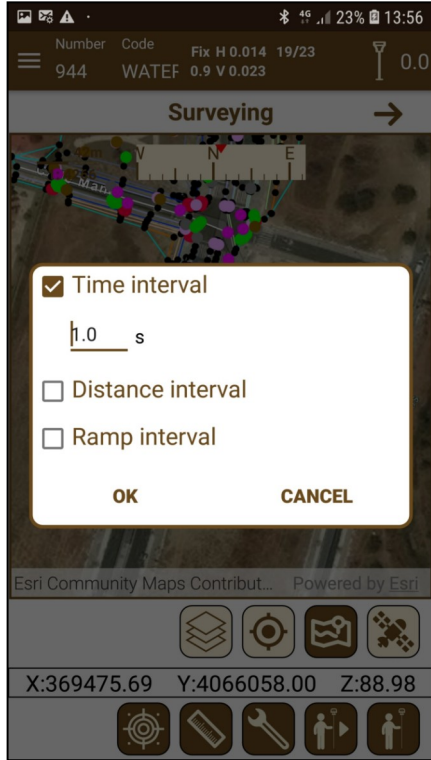 4G 23% 13:56
Number Code Fix H 0.014 19/23
944 WATEF 0.9 V 0.023 0.0
Surveying
N E
Time interval
1.0 s
Distance interval
Ramp interval
OK CANCEL
Esri Community Maps Contribut... Powered by Esri
X:369475.69 Y:4066058.00 Z:88.98